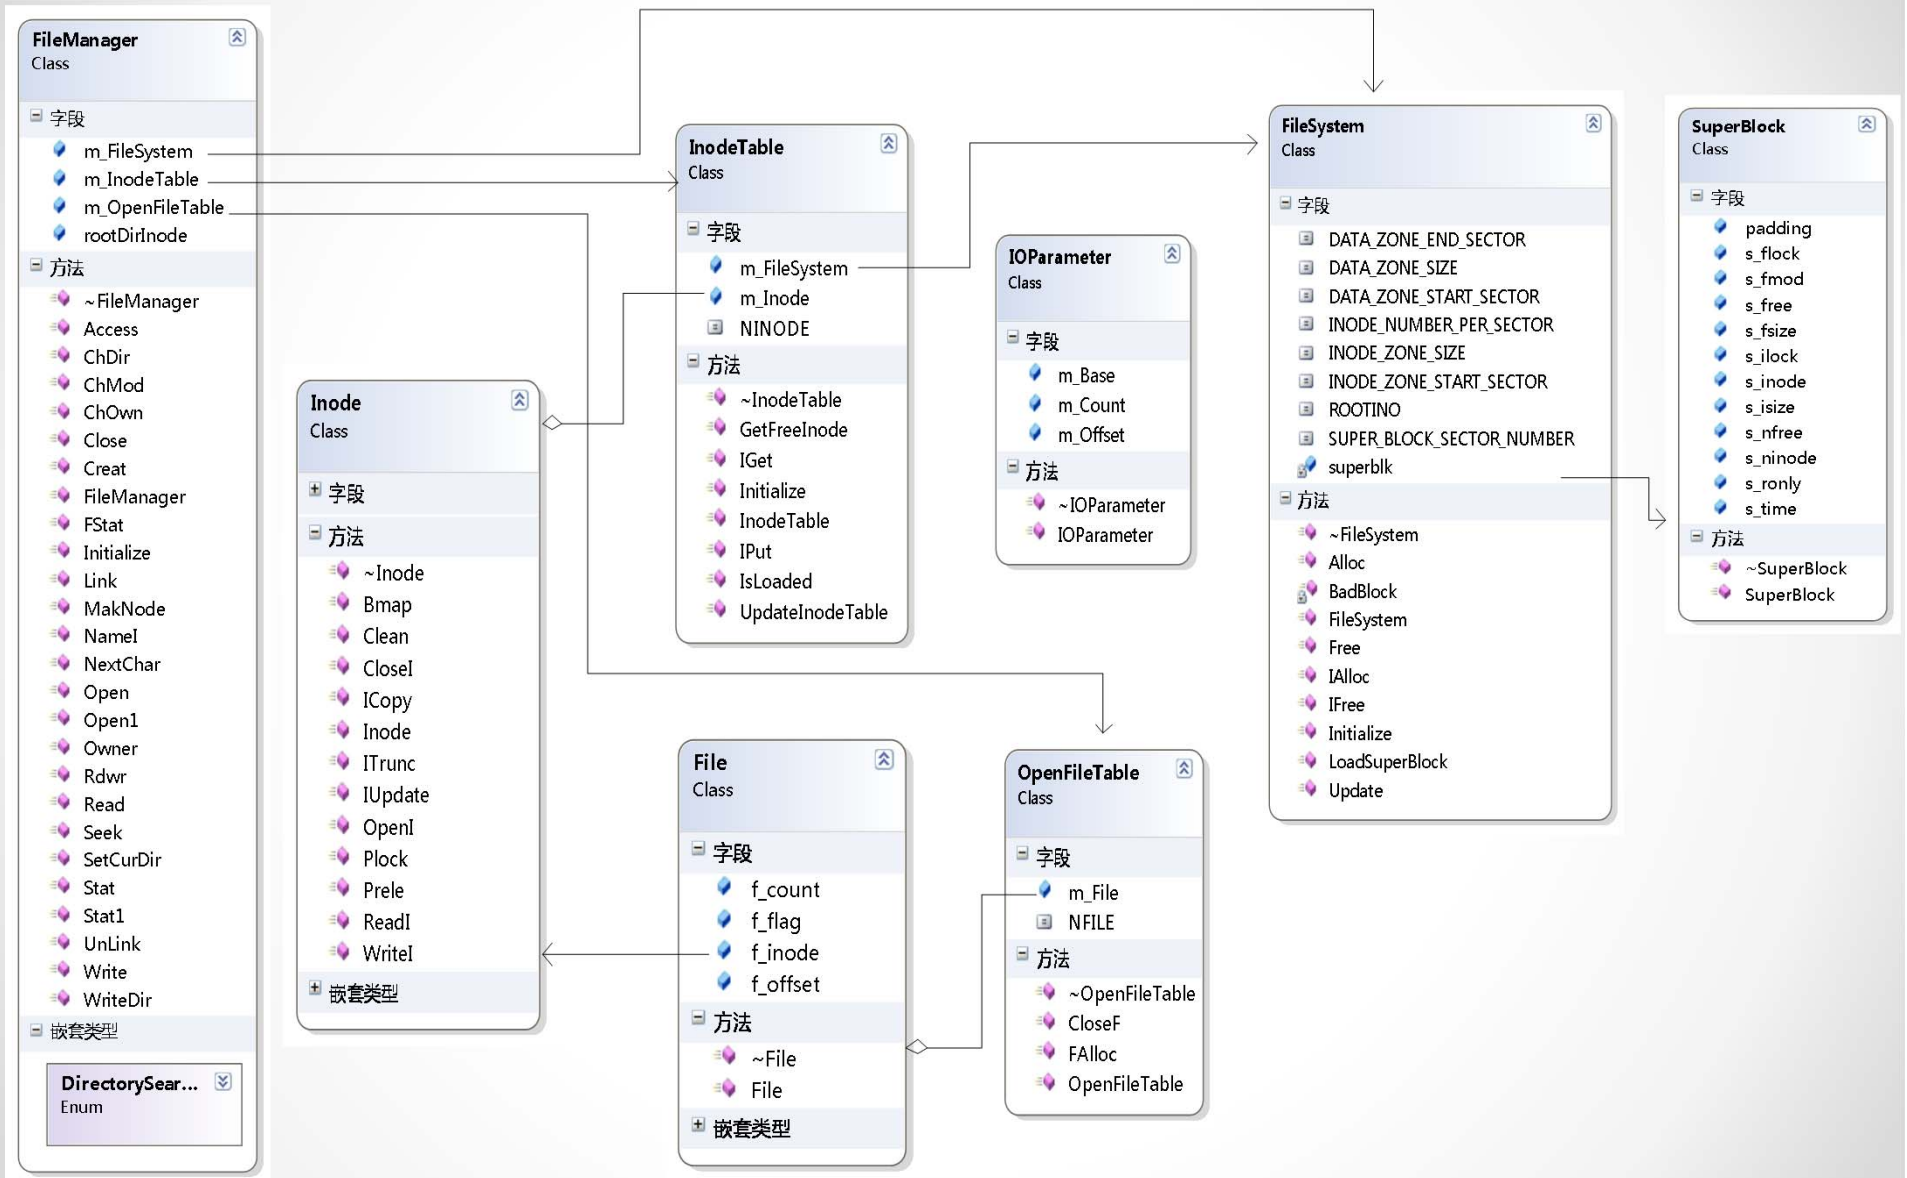 FileManager
Class
字段
m_FileSystem
m_InodeTable
m_OpenFileTable
rootDirInode
方法
~FileManager
Access
ChDir
ChMod
ChOwn
Close
Creat
FileManager
FStat
Initialize
Link
MakNode
NameI
NextChar
Open
Open1
Owner
Rdwr
Read
Seek
SetCurDir
Stat
Stat1
UnLink
Write
WriteDir
嵌套类型
DirectorySear...
Enum
Inode
Class
字段
方法
~Inode
Bmap
Clean
CloseI
ICopy
Inode
ITrunc
IUpdate
OpenI
Plock
Prele
ReadI
WriteI
嵌套类型
InodeTable
Class
字段
m_FileSystem
m_Inode
NINODE
方法
~InodeTable
GetFreeInode
IGet
Initialize
InodeTable
IPut
IsLoaded
UpdateInodeTable
File
Class
字段
f_count
f_flag
f_inode
f_offset
方法
~File
File
嵌套类型
IOParameter
Class
字段
m_Base
m_Count
m_Offset
方法
~IOParameter
IOParameter
OpenFileTable
Class
字段
m_File
NFILE
方法
~OpenFileTable
CloseF
FAlloc
OpenFileTable
FileSystem
Class
字段
DATA_ZONE_END_SECTOR
DATA_ZONE_SIZE
DATA_ZONE_START_SECTOR
INODE_NUMBER_PER_SECTOR
INODE_ZONE_SIZE
INODE_ZONE_START_SECTOR
ROOTINO
SUPER_BLOCK_SECTOR_NUMBER
superblk
方法
~FileSystem
Alloc
BadBlock
FileSystem
Free
IAlloc
IFree
Initialize
LoadSuperBlock
Update
SuperBlock
Class
字段
padding
s_flock
s_fmod
s_free
s_fsize
s_ilock
s_inode
s_isize
s_nfree
s_ninode
s_ronly
s_time
方法
~SuperBlock
SuperBlock